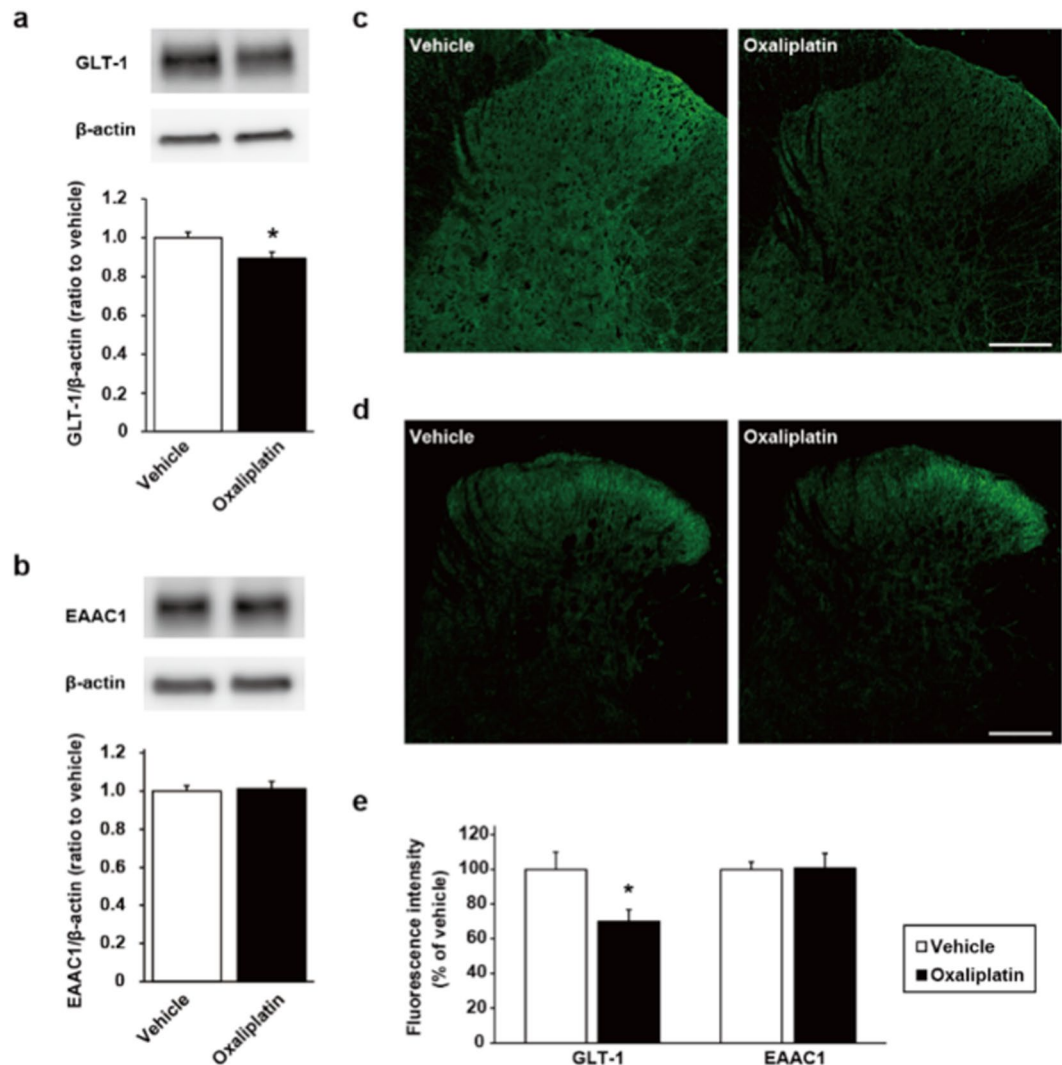 a
GLT-1
β-actin
1.2
1.0
0.8
0.6
0.4
0.2
0
GLT-1/β-actin (ratio to vehicle)
*
Vehicle
Oxaliplatin
b
EAAC1
β-actin
1.2
1.0
0.8
0.6
0.4
0.2
0
EAAC1/β-actin (ratio to vehicle)
Vehicle
Oxaliplatin
c
Vehicle
Oxaliplatin
d
Vehicle
Oxaliplatin
e
Fluorescence intensity
(% of vehicle)
120
100
80
60
40
20
0
*
GLT-1
EAAC1
Vehicle
Oxaliplatin